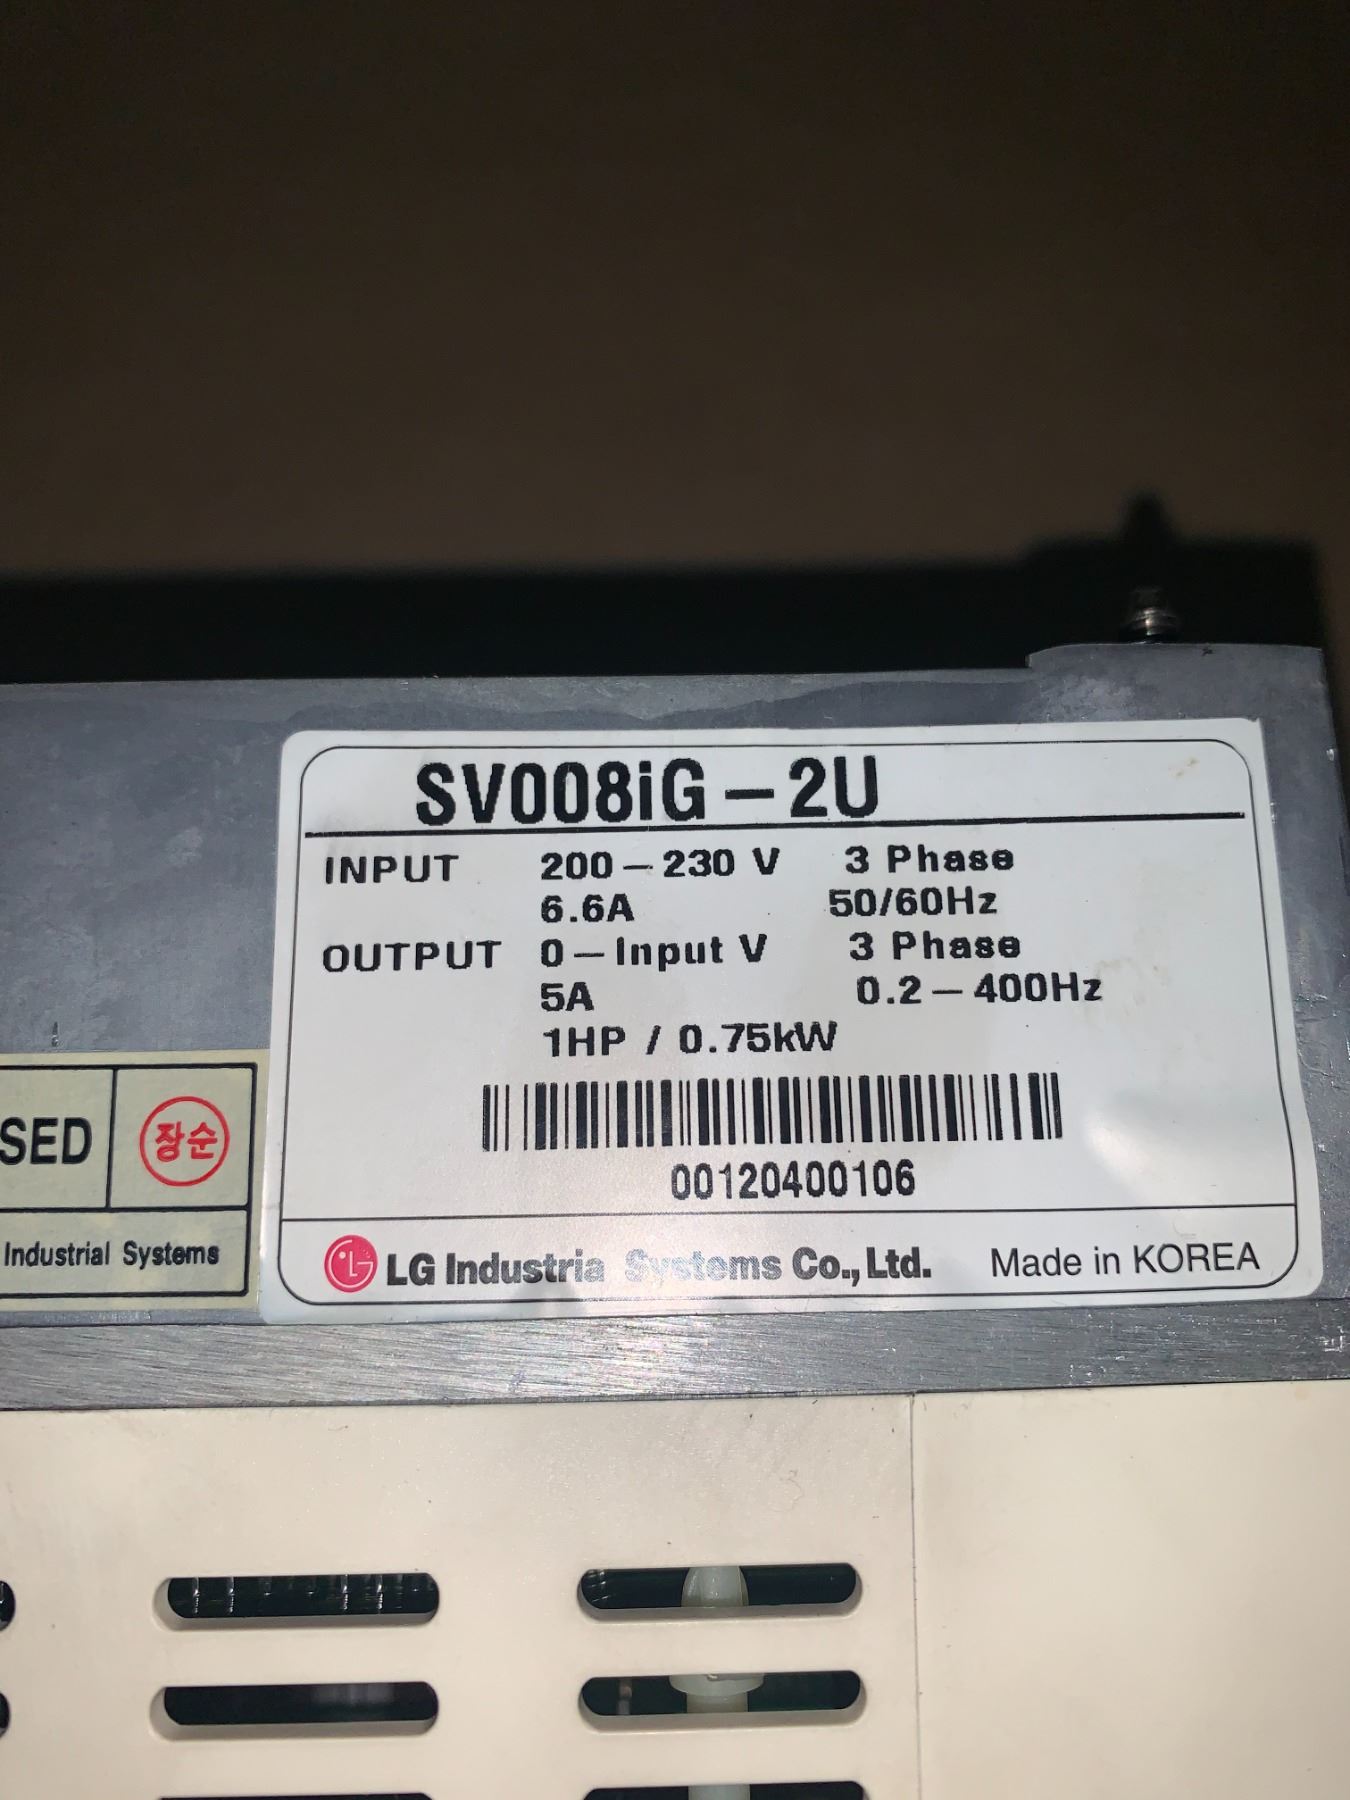 SV008iG-2U
INPUT 200-230 V 3 Phase
6.6A 50/60Hz
OUTPUT 0-Input V 3 Phase
5A 0.2-400Hz
1HP / 0.75kW
00120400106
LG Industria Systems Co., Ltd. Made in KOREA
SED 장순
Industrial Systems